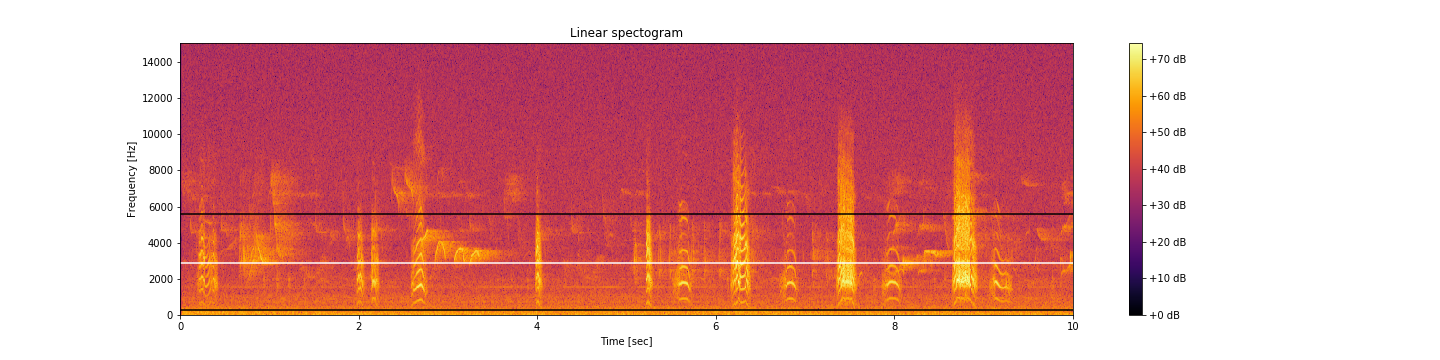 Linear spectogram
14000
12000
10000
8000
6000
4000
2000
0
Frequency [Hz]
0 2 4 6 8 10
Time [sec]
+70 dB
+60 dB
+50 dB
+40 dB
+30 dB
+20 dB
+10 dB
+0 dB